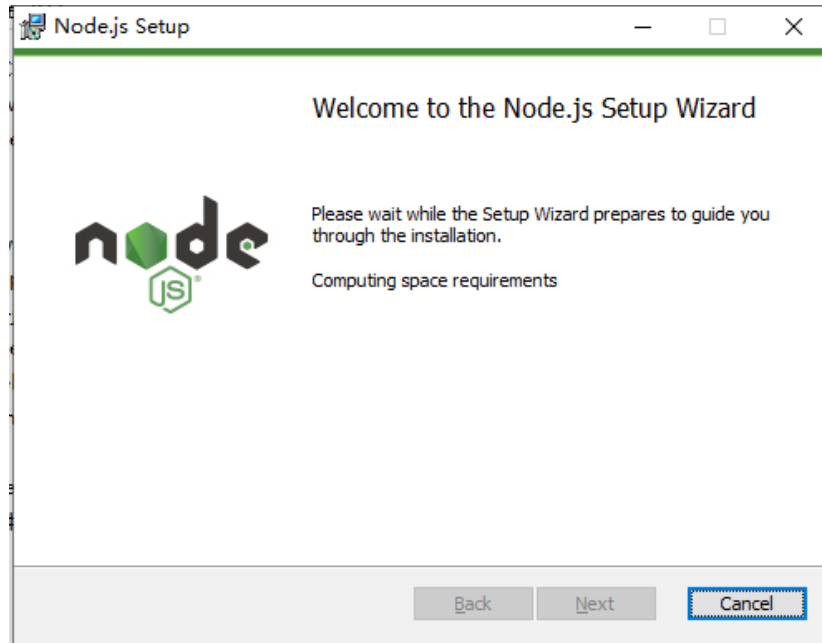 Node.js Setup
Welcome to the Node.js Setup Wizard
node
JS®
Please wait while the Setup Wizard prepares to guide you
through the installation.
Computing space requirements
Back
Next
Cancel